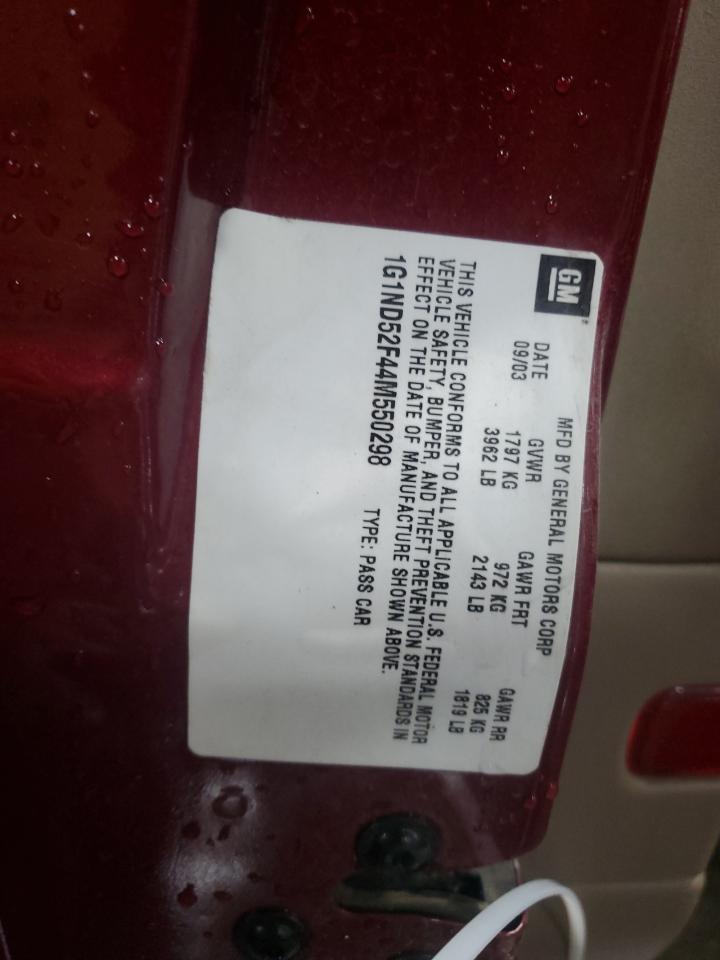 GM
MFD BY GENERAL MOTORS CORP
DATE GVWR GAWR FRT GAWR RR
09/03 1797 KG 972 KG 825 KG
3962 LB 2143 LB 1819 LB
THIS VEHICLE CONFORMS TO ALL APPLICABLE U.S. FEDERAL MOTOR
VEHICLE SAFETY, BUMPER, AND THEFT PREVENTION STANDARDS IN
EFFECT ON THE DATE OF MANUFACTURE SHOWN ABOVE.
1G1ND52F44M550298 TYPE: PASS CAR